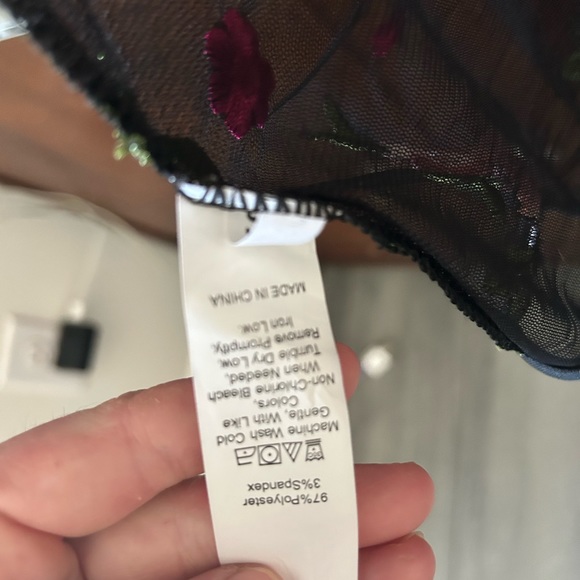 97%Polyester
3%Spandex
Machine Wash Cold
Gentle, With Like
Colors,
Non-Chlorine Bleach
When Needed,
Tumble Dry Low,
Remove Promptly,
Iron Low.
MADE IN CHINA